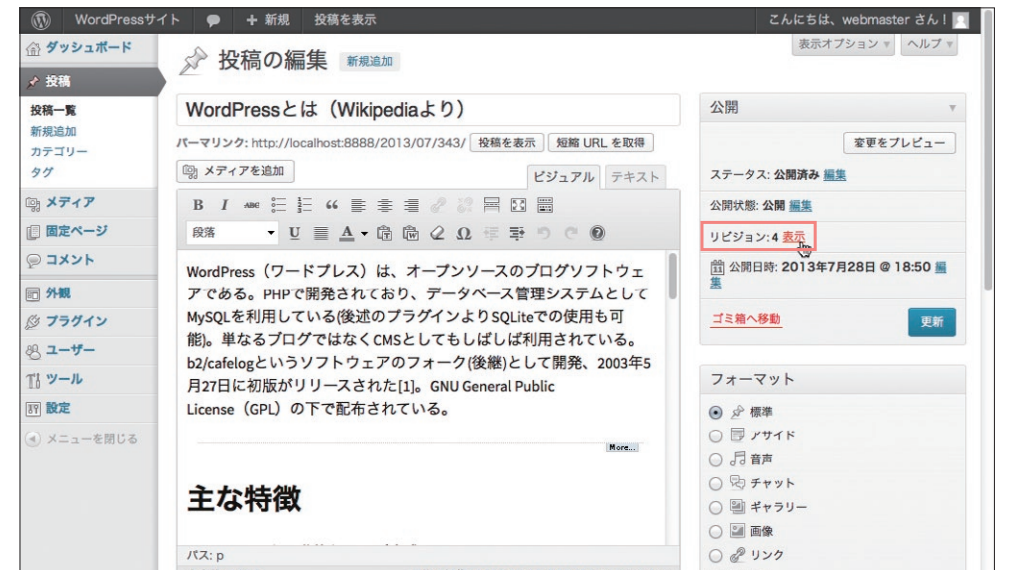 WordPressサイト + 新規 投稿を表示 こんにちは、webmaster さん！
ダッシュボード
投稿
投稿一覧
新規追加
カテゴリー
タグ
メディア
固定ページ
コメント
外観
プラグイン
ユーザー
ツール
設定
メニューを閉じる
表示オプション ヘルプ
投稿の編集 新規追加
WordPressとは（Wikipediaより）
パーマリンク: http://localhost:8888/2013/07/343/ 投稿を表示 短縮 URL を取得
メディアを追加
ビジュアル テキスト
B I ABC
段落 U A Ω
WordPress（ワードプレス）は、オープンソースのブログソフトウェ
アである。PHPで開発されており、データベース管理システムとして
MySQLを利用している(後述のプラグインよりSQLiteでの使用も可
能)。単なるブログではなくCMSとしてもしばしば利用されている。
b2/cafelogというソフトウェアのフォーク(後継)として開発、2003年5
月27日に初版がリリースされた[1]。GNU General Public
License（GPL）の下で配布されている。
More...
主な特徴
パス: p
公開
変更をプレビュー
ステータス: 公開済み 編集
公開状態: 公開 編集
リビジョン: 4 表示
公開日時: 2013年7月28日 @ 18:50 編
集
ゴミ箱へ移動 更新
フォーマット
標準
アサイド
音声
チャット
ギャラリー
画像
リンク